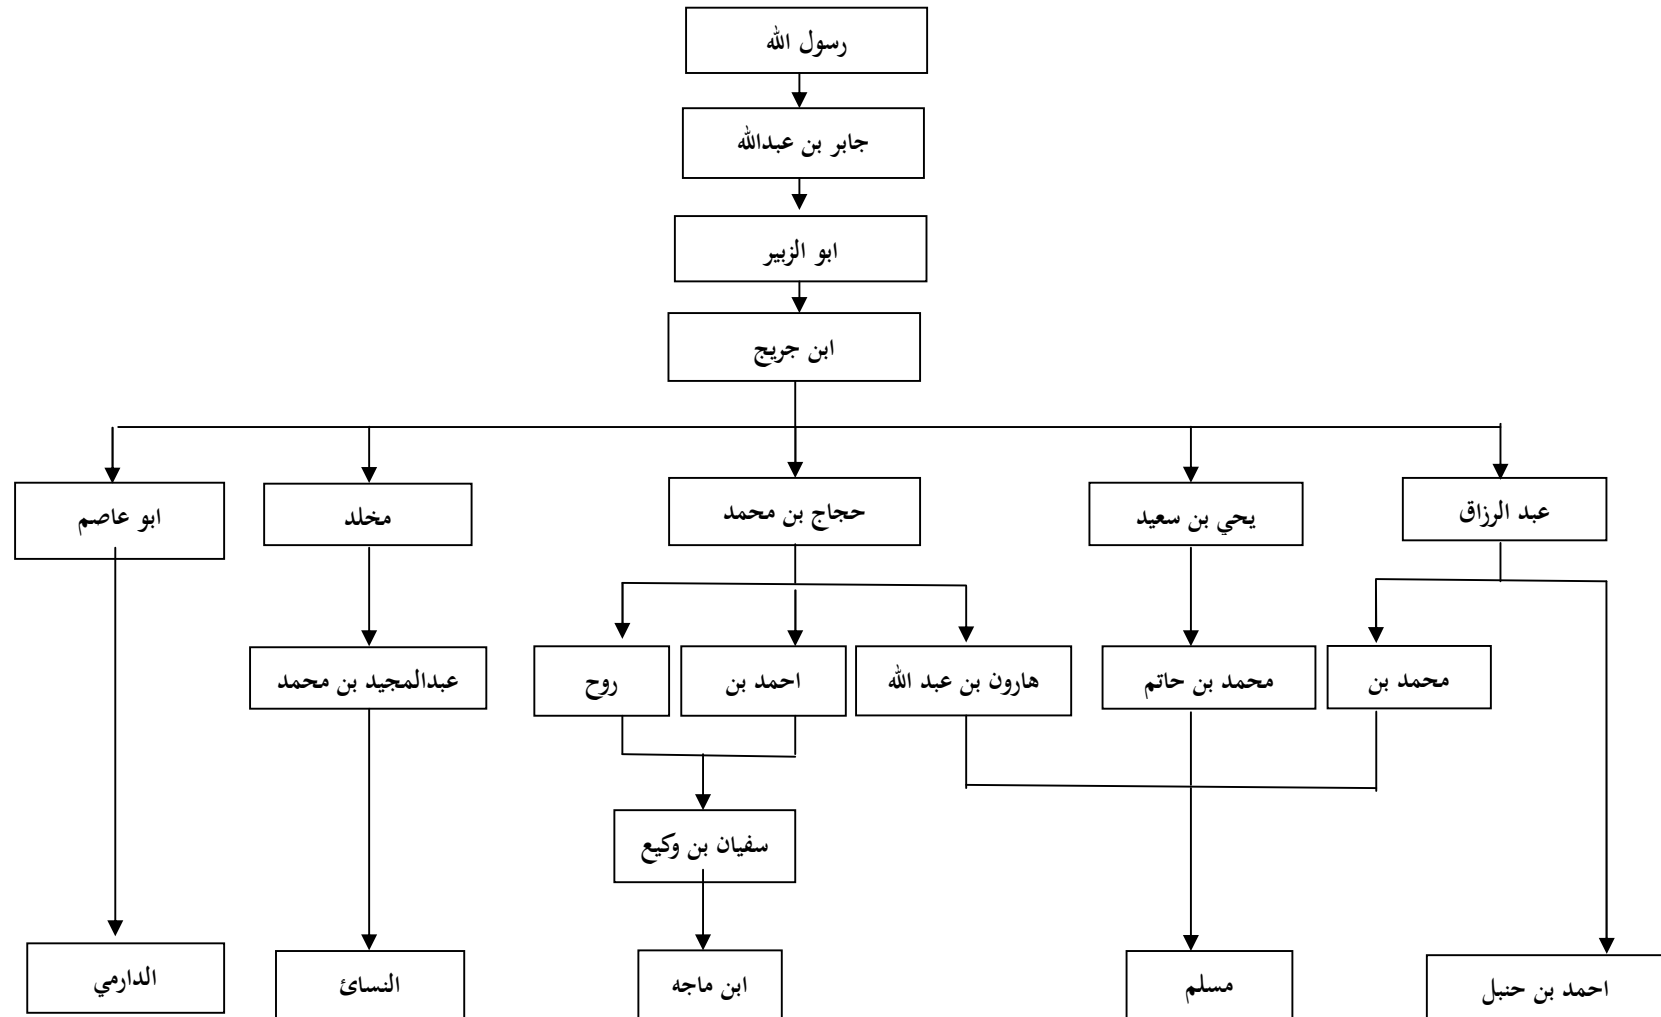 رسول الله
جابر بن عبدالله
ابو الزبير
ابن جريج
عبد الرزاق
يحي بن سعيد
حجاج بن محمد
مخلد
ابو عاصم
محمد بن
محمد بن حاتم
هارون بن عبد الله
احمد بن
روح
عبدالمجيد بن محمد
سفيان بن وكيع
احمد بن حنبل
مسلم
ابن ماجه
النسائ
الدارمي